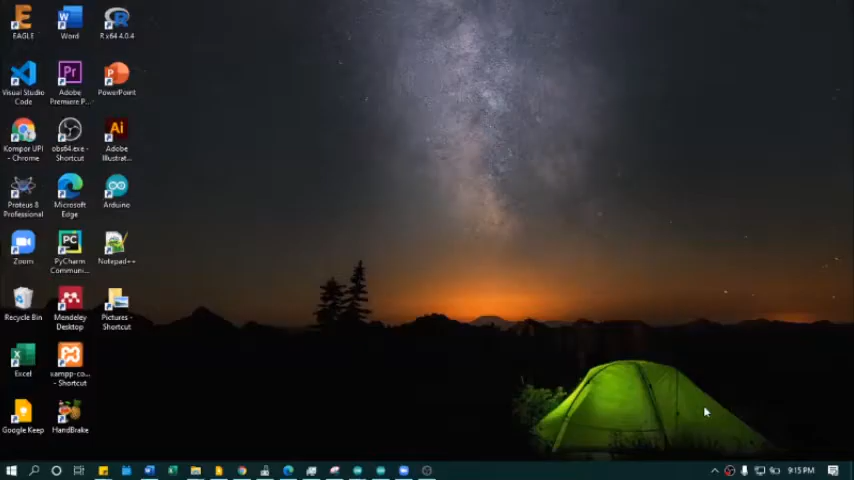 EAGLE
Word
R x64 4.0.4
Visual Studio
Code
Adobe
Premiere P...
PowerPoint
Kompor UPI
- Chrome
obs64.exe -
Shortcut
Adobe
Illustrat...
Proteus 8
Professional
Microsoft
Edge
Arduino
Zoom
PyCharm
Commun...
Notepad++
Recycle Bin
Mendeley
Desktop
Pictures -
Shortcut
Excel
xampp-co...
- Shortcut
Google Keep
HandBrake
9:15 PM